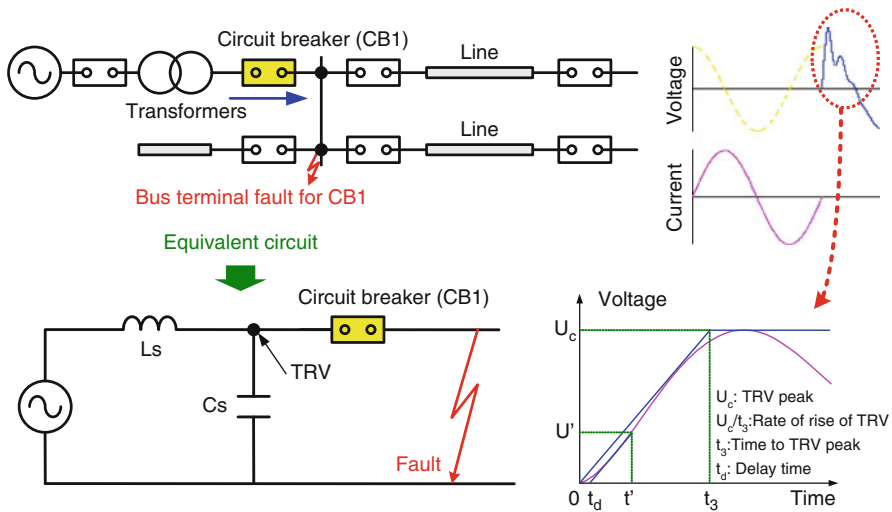 Circuit breaker (CB1)
Line
Transformers
Line
Bus terminal fault for CB1
Equivalent circuit
Circuit breaker (CB1)
Ls
TRV
Cs
Fault
Voltage
Current
Voltage
Uc
U'
Uc: TRV peak
Uc/t3:Rate of rise of TRV
t3:Time to TRV peak
td: Delay time
0 td t' t3 Time